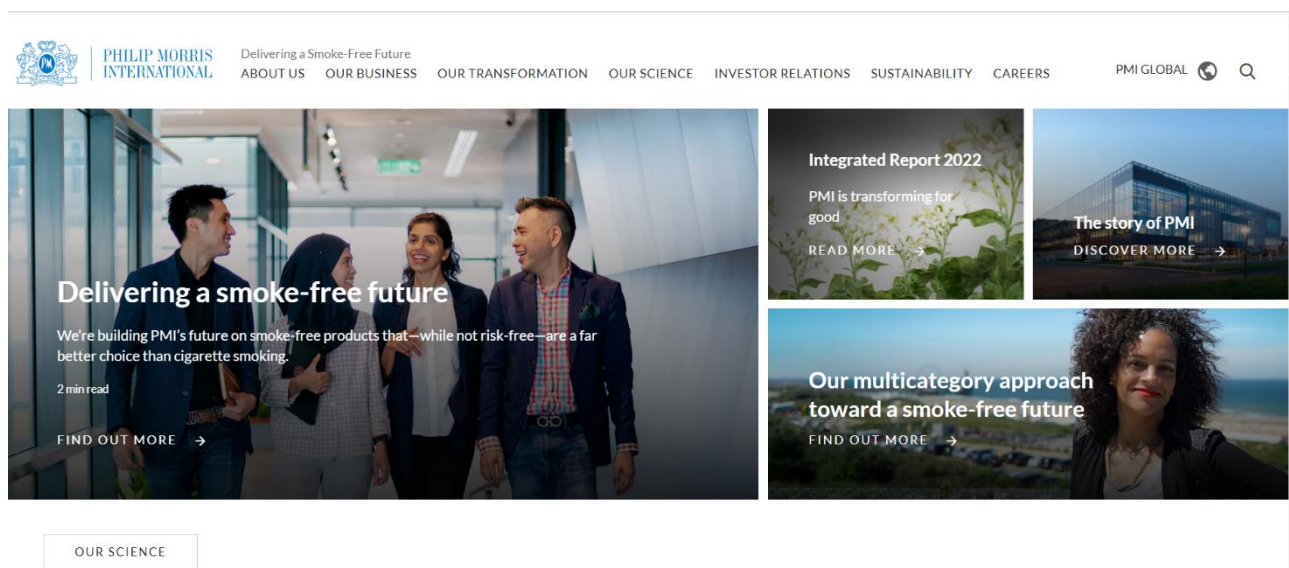 PHILIP MORRIS
INTERNATIONAL
Delivering a Smoke-Free Future
ABOUT US OUR BUSINESS OUR TRANSFORMATION OUR SCIENCE INVESTOR RELATIONS SUSTAINABILITY CAREERS
PMI GLOBAL
Delivering a smoke-free future
We're building PMI's future on smoke-free products that—while not risk-free—are a far
better choice than cigarette smoking.
2 min read
FIND OUT MORE →
Integrated Report 2022
PMI is transforming for
good
READ MORE →
The story of PMI
DISCOVER MORE →
Our multicategory approach
toward a smoke-free future
FIND OUT MORE →
OUR SCIENCE